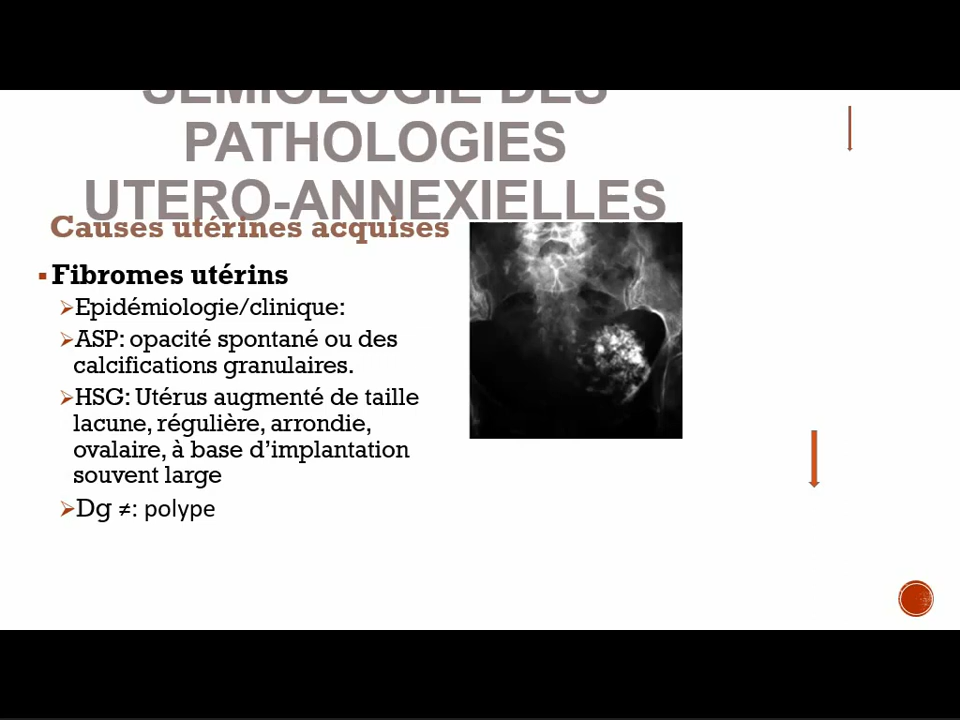 SEMIOLOGIE DES
PATHOLOGIES
UTERO-ANNEXIELLES
Causes utérines acquises
▪ Fibromes utérins
➢Epidémiologie/clinique:
➢ASP: opacité spontané ou des
calcifications granulaires.
➢HSG: Utérus augmenté de taille
lacune, régulière, arrondie,
ovalaire, à base d’implantation
souvent large
➢Dg ≠: polype